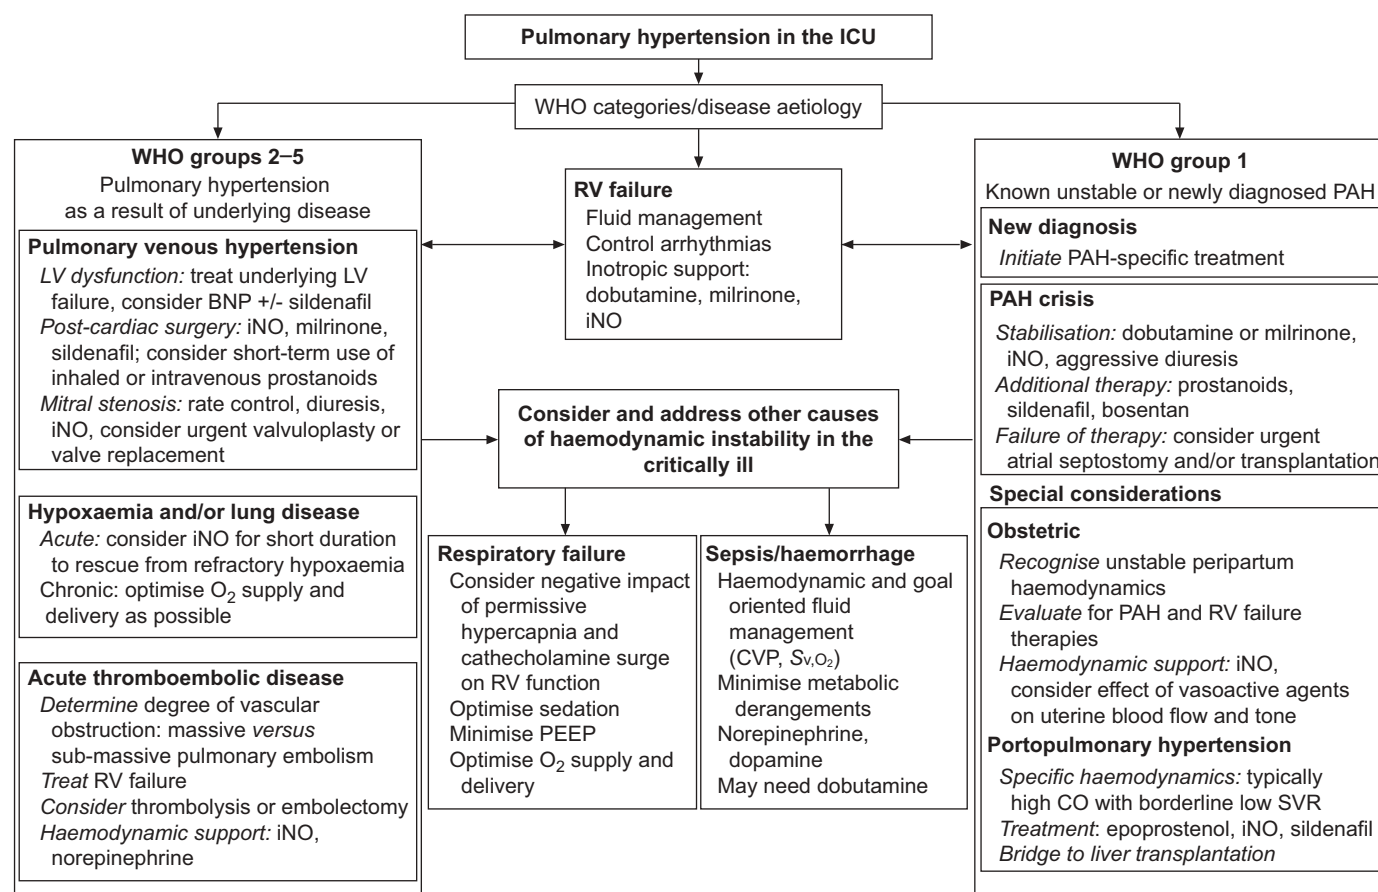 Pulmonary hypertension in the ICU
WHO categories/disease aetiology
WHO groups 2–5
Pulmonary hypertension
as a result of underlying disease
Pulmonary venous hypertension
LV dysfunction: treat underlying LV
failure, consider BNP +/- sildenafil
Post-cardiac surgery: iNO, milrinone,
sildenafil; consider short-term use of
inhaled or intravenous prostanoids
Mitral stenosis: rate control, diuresis,
iNO, consider urgent valvuloplasty or
valve replacement
Hypoxaemia and/or lung disease
Acute: consider iNO for short duration
to rescue from refractory hypoxaemia
Chronic: optimise O2 supply and
delivery as possible
Acute thromboembolic disease
Determine degree of vascular
obstruction: massive versus
sub-massive pulmonary embolism
Treat RV failure
Consider thrombolysis or embolectomy
Haemodynamic support: iNO,
norepinephrine
RV failure
Fluid management
Control arrhythmias
Inotropic support:
dobutamine, milrinone,
iNO
Consider and address other causes
of haemodynamic instability in the
critically ill
Respiratory failure
Consider negative impact
of permissive
hypercapnia and
cathecholamine surge
on RV function
Optimise sedation
Minimise PEEP
Optimise O2 supply and
delivery
Sepsis/haemorrhage
Haemodynamic and goal
oriented fluid
management
(CVP, Sv,O2)
Minimise metabolic
derangements
Norepinephrine,
dopamine
May need dobutamine
WHO group 1
Known unstable or newly diagnosed PAH
New diagnosis
Initiate PAH-specific treatment
PAH crisis
Stabilisation: dobutamine or milrinone,
iNO, aggressive diuresis
Additional therapy: prostanoids,
sildenafil, bosentan
Failure of therapy: consider urgent
atrial septostomy and/or transplantation
Special considerations
Obstetric
Recognise unstable peripartum
haemodynamics
Evaluate for PAH and RV failure
therapies
Haemodynamic support: iNO,
consider effect of vasoactive agents
on uterine blood flow and tone
Portopulmonary hypertension
Specific haemodynamics: typically
high CO with borderline low SVR
Treatment: epoprostenol, iNO, sildenafil
Bridge to liver transplantation